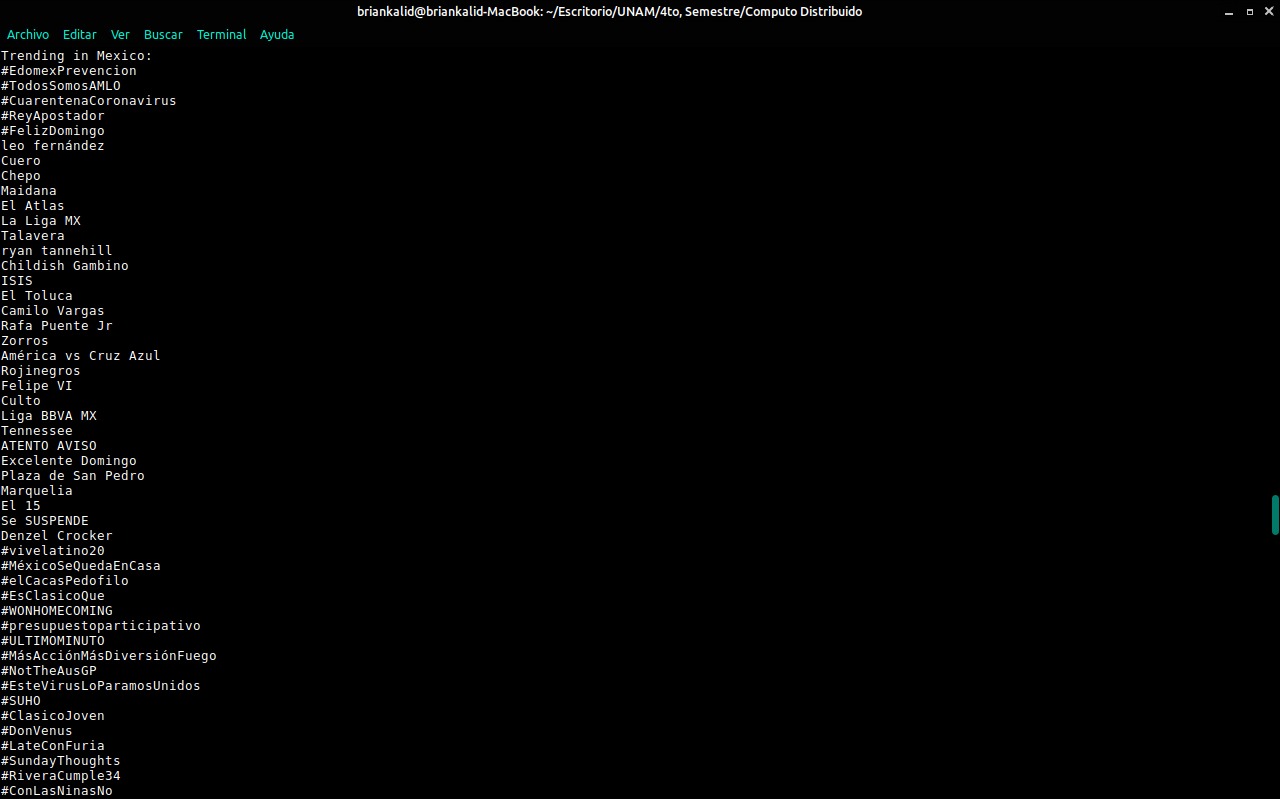 briankalid@briankalid-MacBook: ~/Escritorio/UNAM/4to, Semestre/Computo Distribuido
Archivo Editar Ver Buscar Terminal Ayuda
Trending in Mexico:
#EdomexPrevencion
#TodosSomosAMLO
#CuarentenaCoronavirus
#ReyApostador
#FelizDomingo
leo fernández
Cuero
Chepo
Maidana
El Atlas
La Liga MX
Talavera
ryan tannehill
Childish Gambino
ISIS
El Toluca
Camilo Vargas
Rafa Puente Jr
Zorros
América vs Cruz Azul
Rojinegros
Felipe VI
Culto
Liga BBVA MX
Tennessee
ATENTO AVISO
Excelente Domingo
Plaza de San Pedro
Marquelia
El 15
Se SUSPENDE
Denzel Crocker
#vivelatino20
#MéxicoSeQuedaEnCasa
#elCacasPedofilo
#EsClasicoQue
#WONHOMECOMING
#presupuestoparticipativo
#ULTIMOMINUTO
#MásAcciónMásDiversiónFuego
#NotTheAusGP
#EsteVirusLoParamosUnidos
#SUHO
#ClasicoJoven
#DonVenus
#LateConFuria
#SundayThoughts
#RiveraCumple34
#ConLasNinasNo